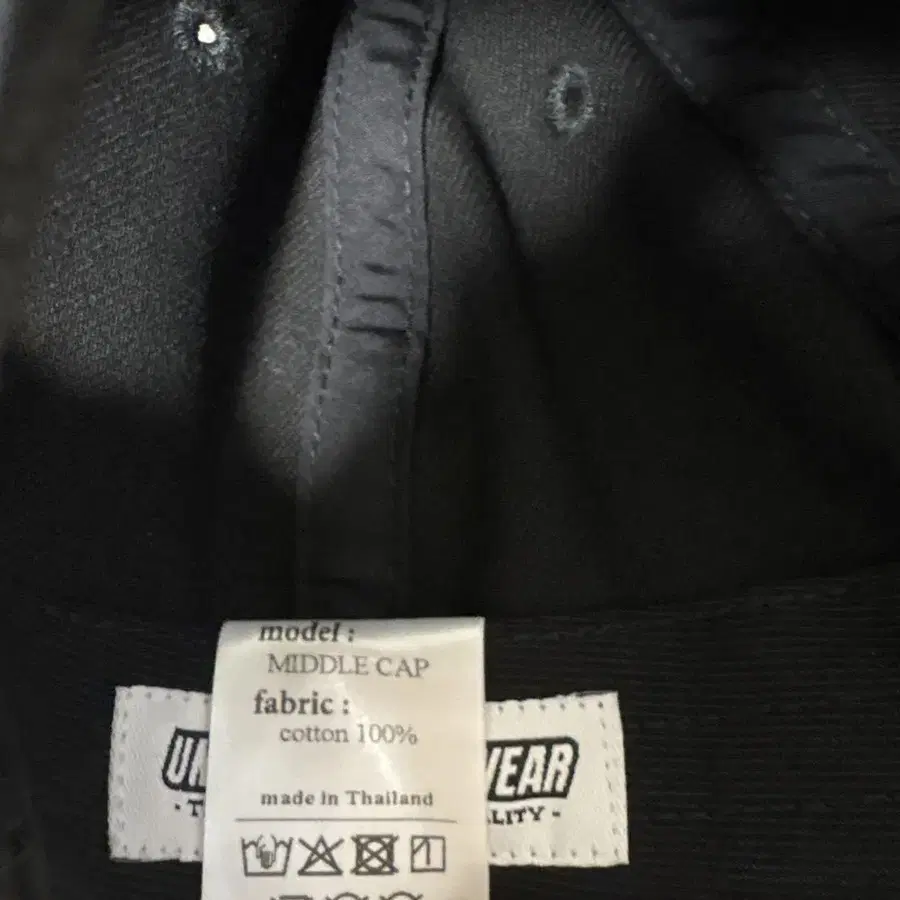 model :
MIDDLE CAP
fabric :
cotton 100%
made in Thailand